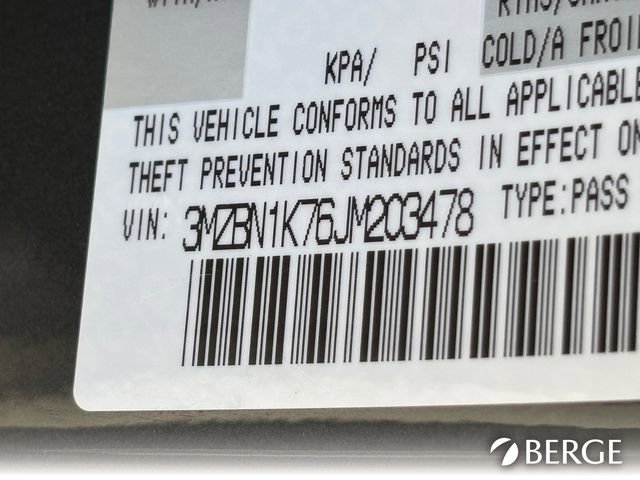 KPA/ PSI
COLD/A FROI
THIS VEHICLE CONFORMS TO ALL APPLICABLE
THEFT PREVENTION STANDARDS IN EFFECT ON
VIN: 3MZBN1K76JM203478 TYPE:PASS
BERGE